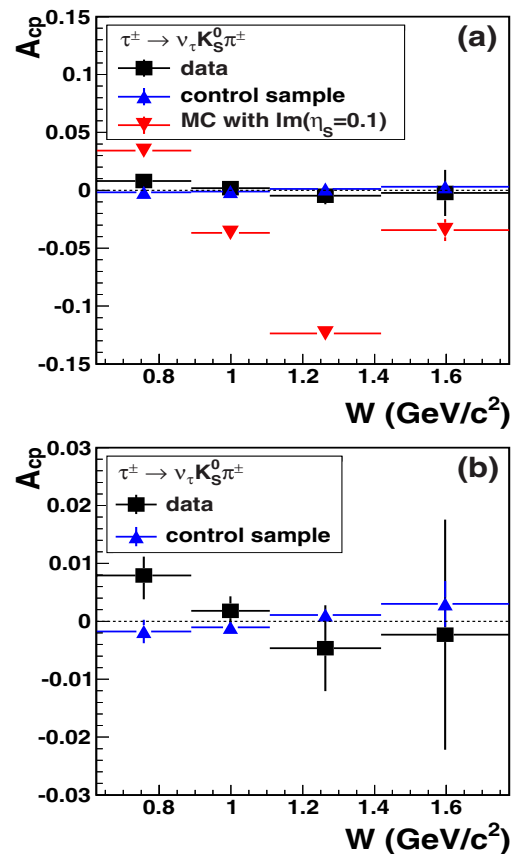 (a)
τ± → ντK⁰Sπ±
data
control sample
MC with Im(ηs=0.1)
Acp
0.15
0.1
0.05
0
-0.05
-0.1
-0.15
0.8 1 1.2 1.4 1.6
W (GeV/c²)
(b)
τ± → ντK⁰Sπ±
data
control sample
Acp
0.03
0.02
0.01
0
-0.01
-0.02
-0.03
0.8 1 1.2 1.4 1.6
W (GeV/c²)